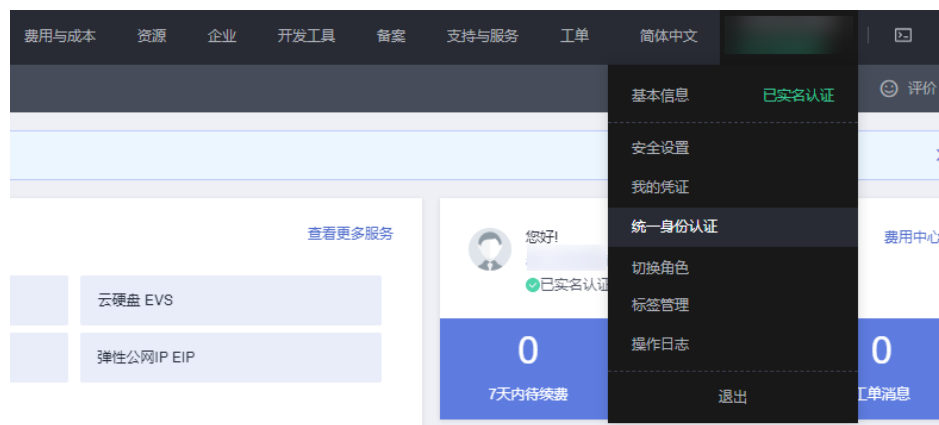 费用与成本 资源 企业 开发工具 备案 支持与服务 工单 简体中文
基本信息 已实名认证 评价
安全设置
我的凭证
统一身份认证
切换角色
标签管理
操作日志
退出
查看更多服务
云硬盘 EVS
弹性公网IP EIP
您好!
已实名认证
费用中心
0
7天内待续费
0
工单消息